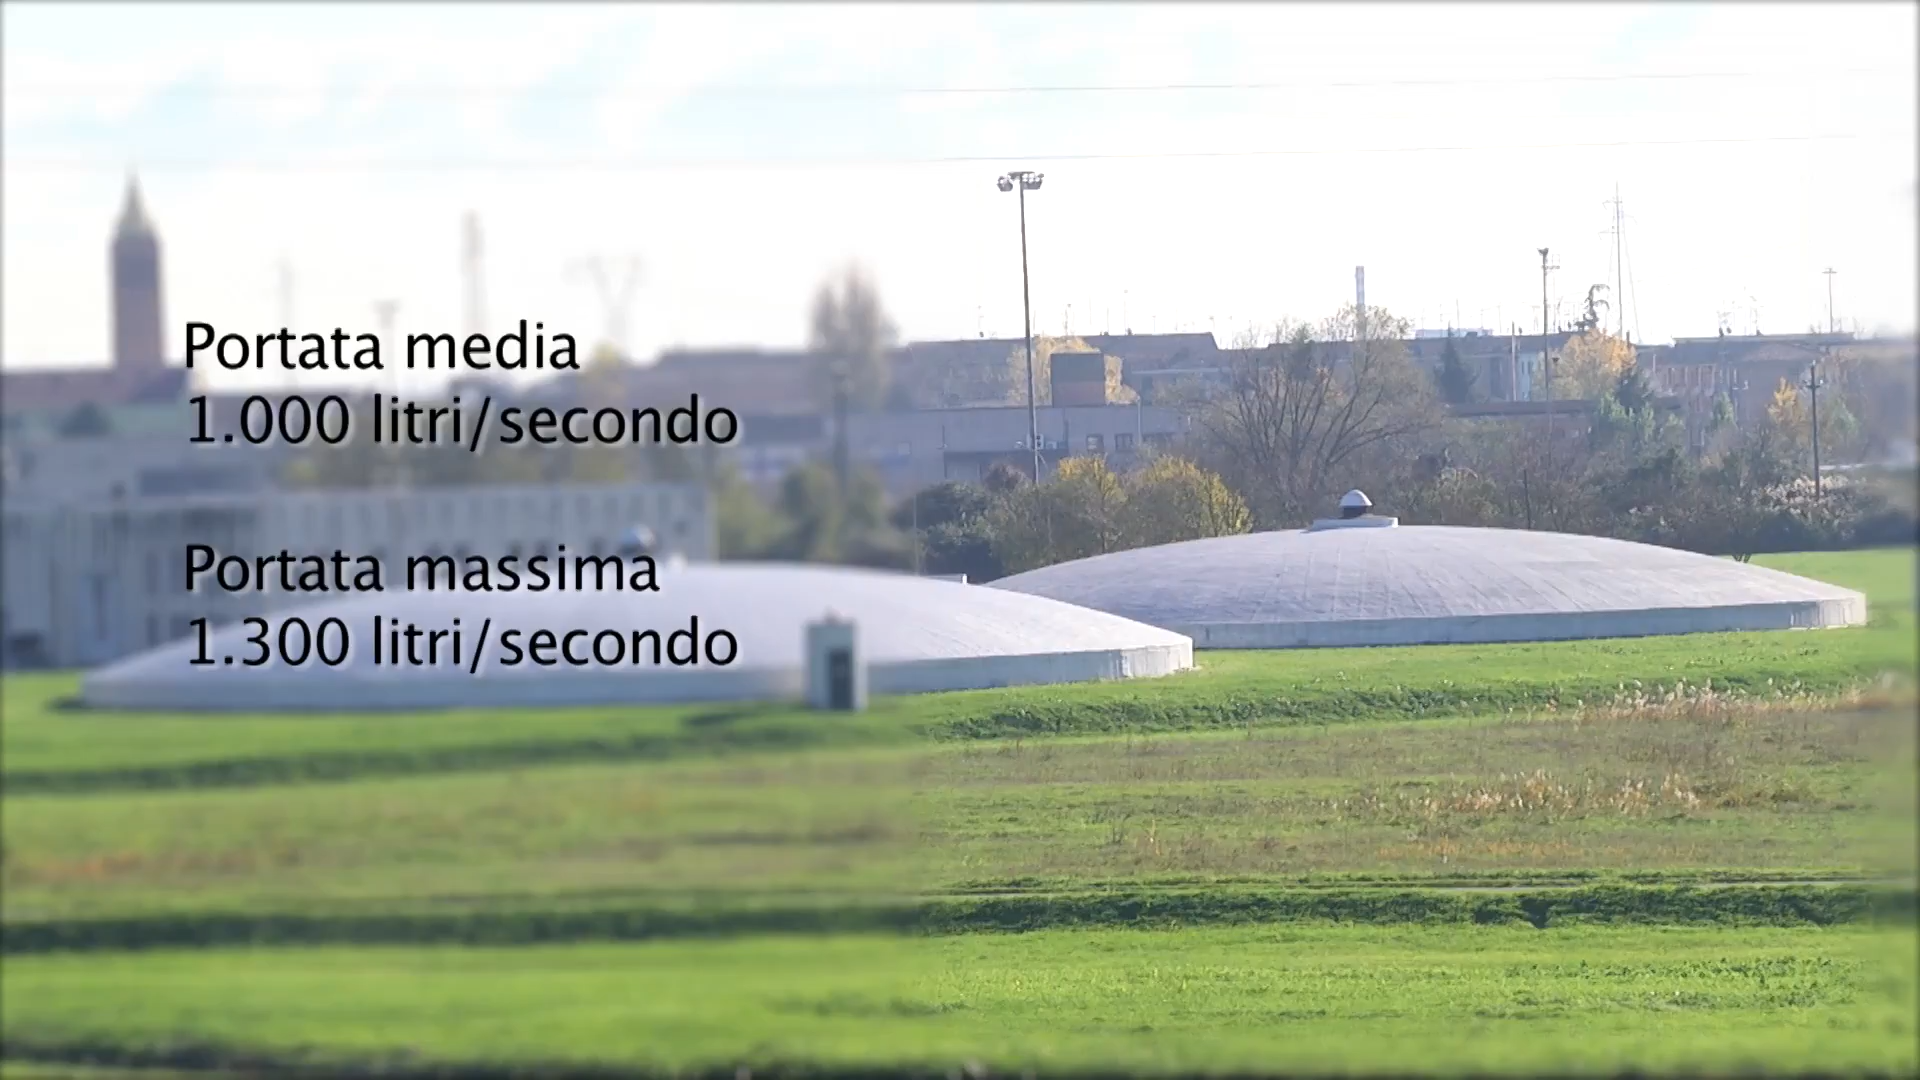 Portata media
1.000 litri/secondo
Portata massima
1.300 litri/secondo